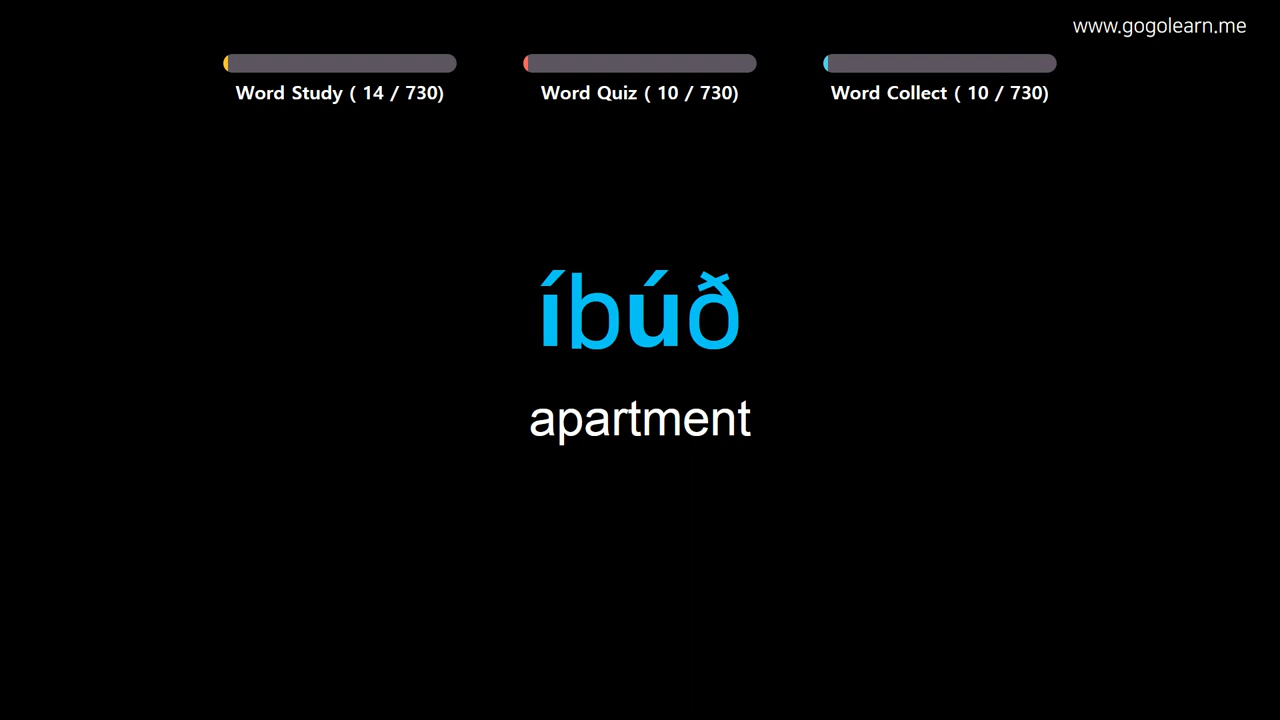 www.gogolearn.me
Word Study ( 14 / 730)
Word Quiz ( 10 / 730)
Word Collect ( 10 / 730)
íbúð
apartment